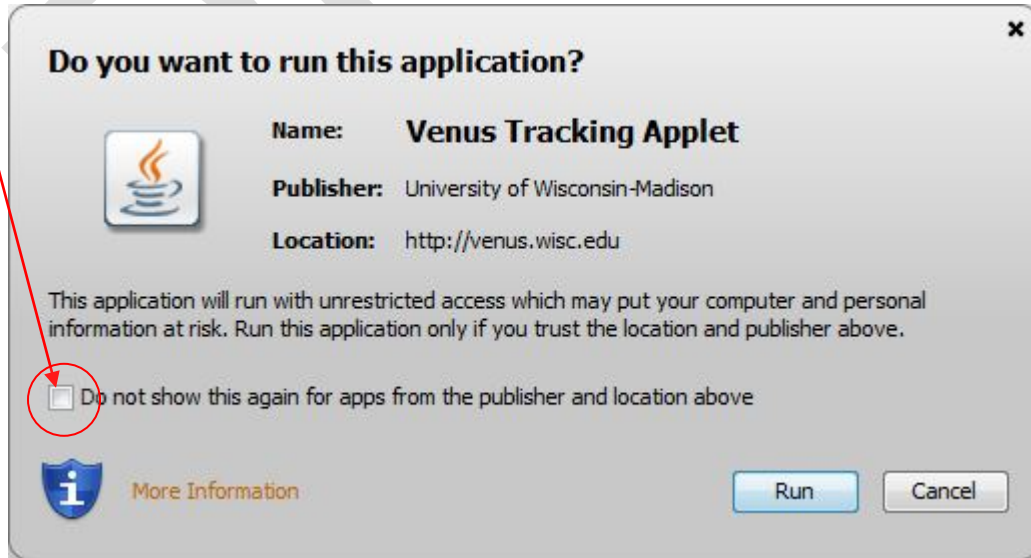 Do you want to run this application?
Name: Venus Tracking Applet
Publisher: University of Wisconsin-Madison
Location: http://venus.wisc.edu
This application will run with unrestricted access which may put your computer and personal
information at risk. Run this application only if you trust the location and publisher above.
Do not show this again for apps from the publisher and location above
More Information
Run Cancel